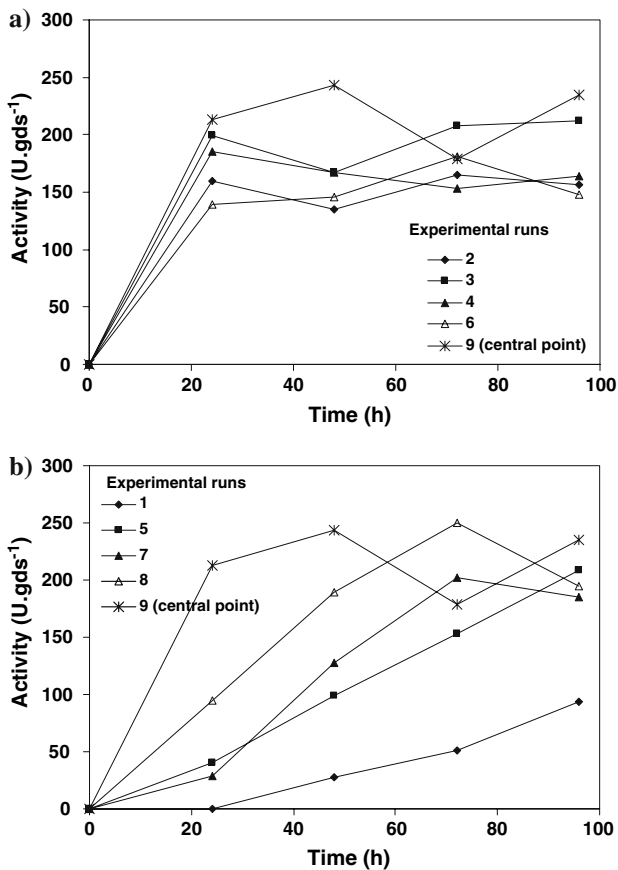 a)
300
250
200
150
100
50
0
Activity (U.gds-1)
Experimental runs
2
3
4
6
9 (central point)
0 20 40 60 80 100
Time (h)
b)
300
250
200
150
100
50
0
Activity (U.gds-1)
Experimental runs
1
5
7
8
9 (central point)
0 20 40 60 80 100
Time (h)